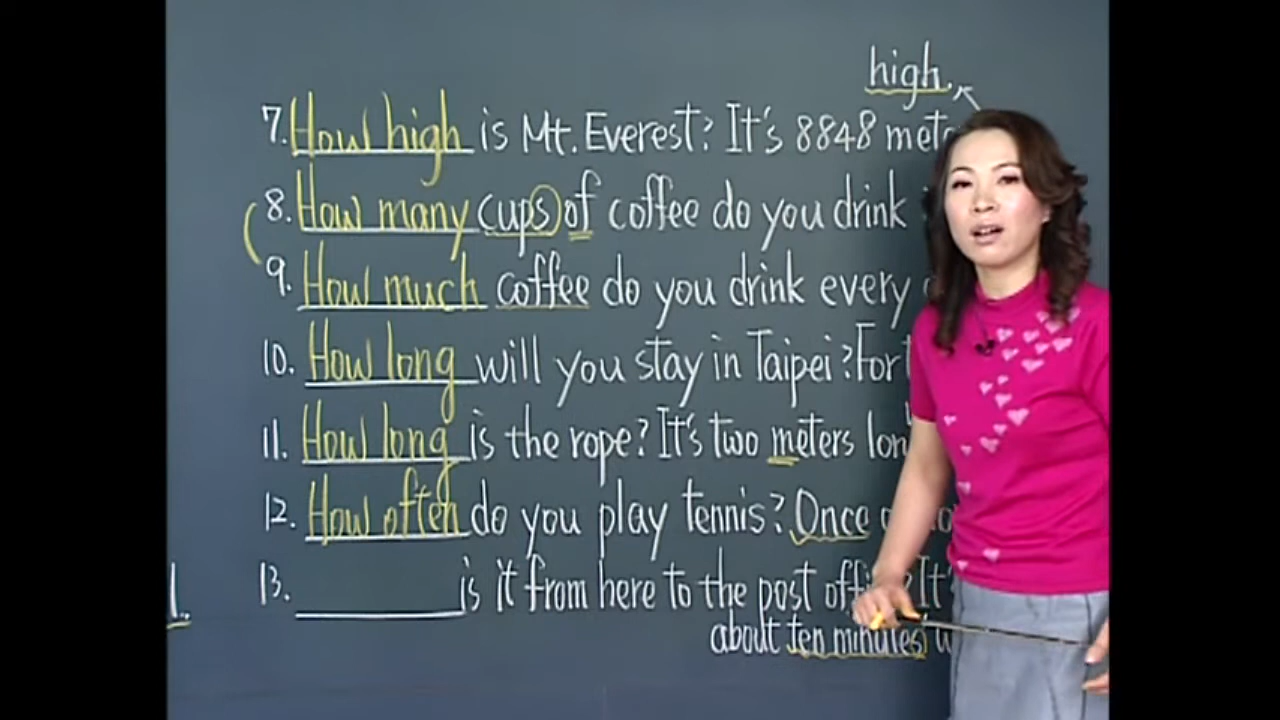 high.
7. How high is Mt. Everest? It's 8848
8. How many cups of coffee do you drink
9. How much coffee do you drink every
10. How long will you stay in Taipei? For
11. How long is the rope? It's two meters
12. How often do you play tennis? Once
13. ________ is it from here to the post It's
about ten minutes